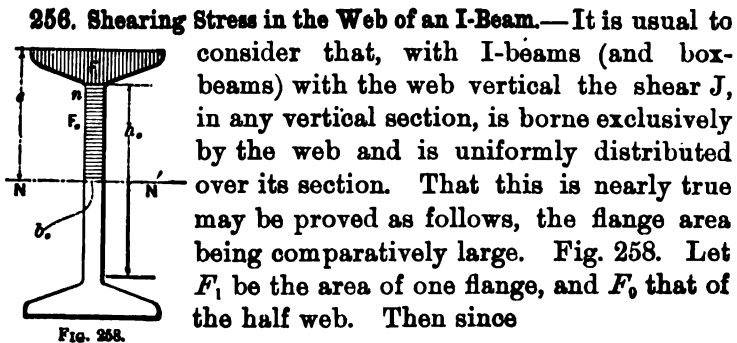 256. Shearing Stress in the Web of an I-Beam.—It is usual to
consider that, with I-beams (and box-
beams) with the web vertical the shear J,
in any vertical section, is borne exclusively
by the web and is uniformly distributed
over its section. That this is nearly true
may be proved as follows, the flange area
being comparatively large. Fig. 258. Let
F₁ be the area of one flange, and F₀ that of
the half web. Then since
n
F₀
h₀
N
N'
b₀
FIG. 258.